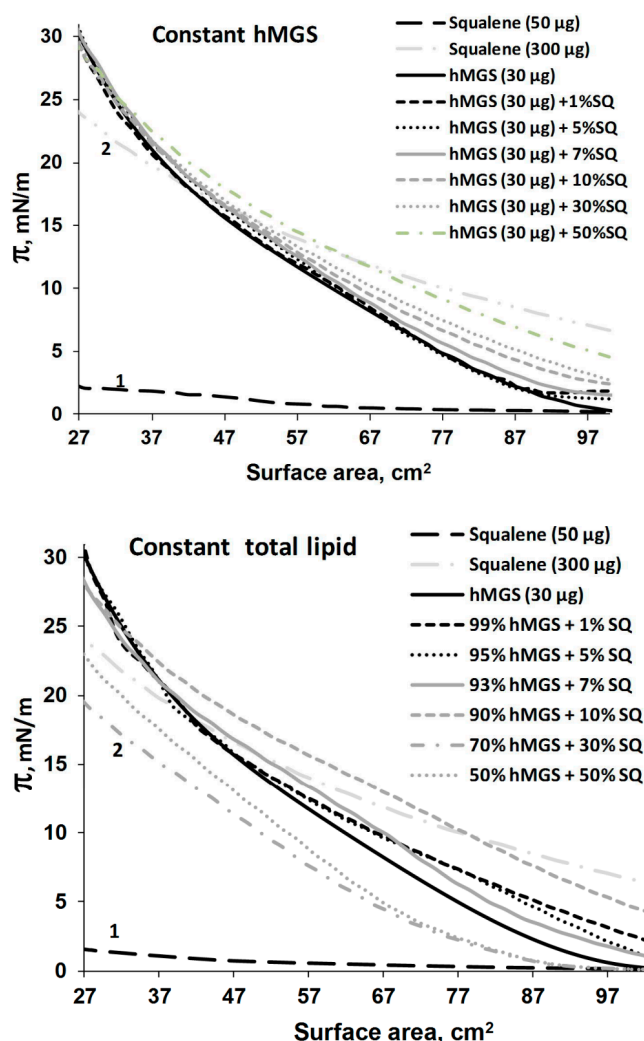 Constant hMGS
Squalene (50 µg)
Squalene (300 µg)
hMGS (30 µg)
hMGS (30 µg) +1%SQ
hMGS (30 µg) + 5%SQ
hMGS (30 µg) + 7%SQ
hMGS (30 µg) + 10%SQ
hMGS (30 µg) + 30%SQ
hMGS (30 µg) + 50%SQ
π, mN/m
30
25
20
15
10
5
0
2
1
27 37 47 57 67 77 87 97
Surface area, cm²
Constant total lipid
Squalene (50 µg)
Squalene (300 µg)
hMGS (30 µg)
99% hMGS + 1% SQ
95% hMGS + 5% SQ
93% hMGS + 7% SQ
90% hMGS + 10% SQ
70% hMGS + 30% SQ
50% hMGS + 50% SQ
π, mN/m
30
25
20
15
10
5
0
2
1
27 37 47 57 67 77 87 97
Surface area, cm²